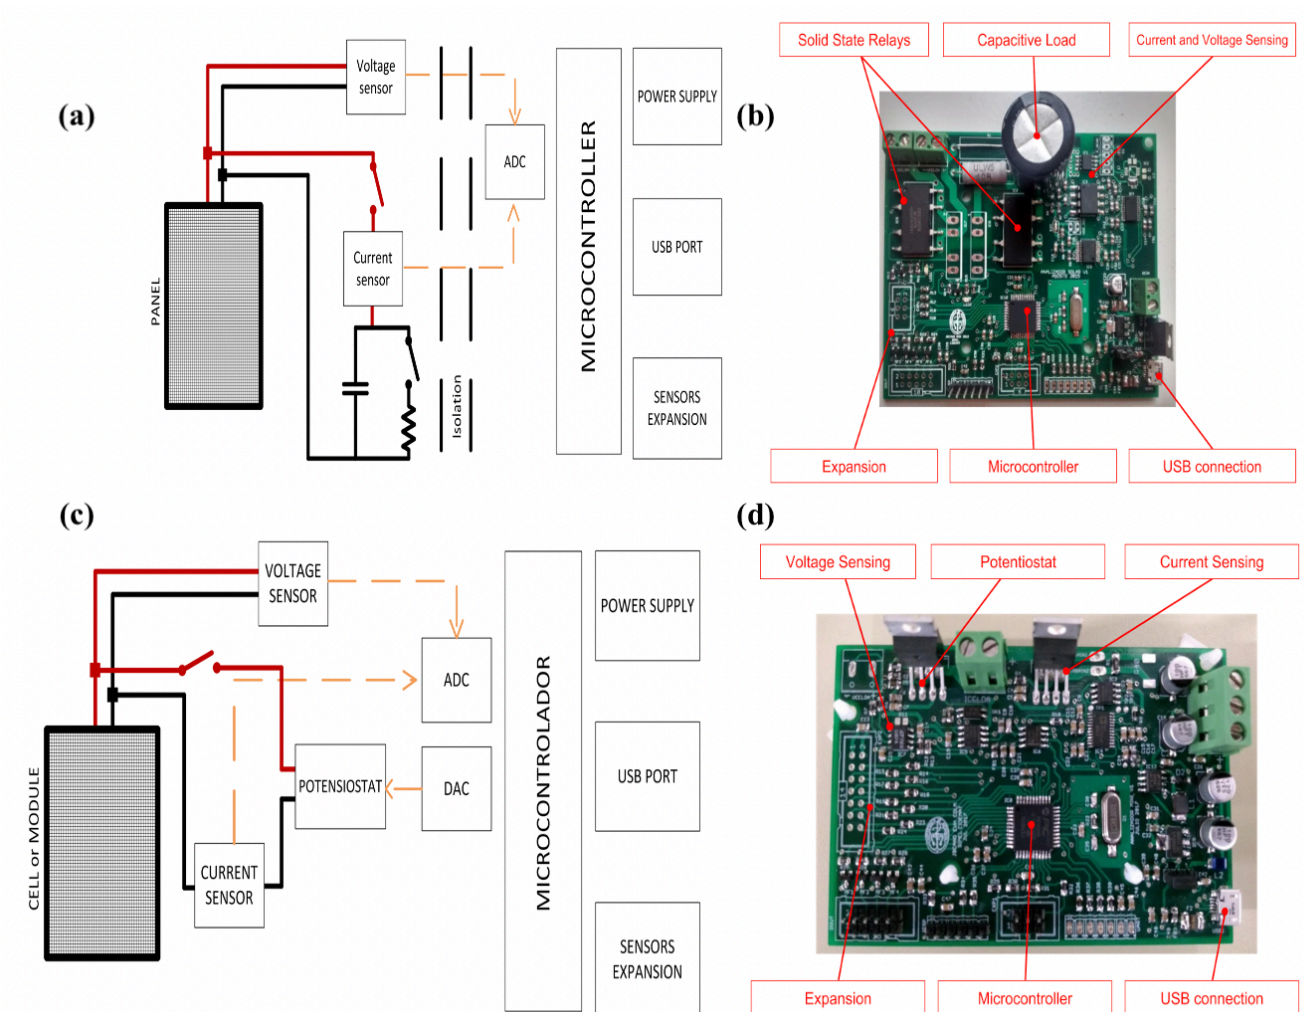 (a)
Voltage
sensor
ADC
Current
sensor
PANEL
Isolation
MICROCONTROLLER
POWER SUPPLY
USB PORT
SENSORS
EXPANSION
(b)
Solid State Relays
Capacitive Load
Current and Voltage Sensing
Expansion
Microcontroller
USB connection
(c)
VOLTAGE
SENSOR
ADC
POTENSIOSTAT
DAC
CURRENT
SENSOR
CELL or MODULE
MICROCONTROLADOR
POWER SUPPLY
USB PORT
SENSORS
EXPANSION
(d)
Voltage Sensing
Potentiostat
Current Sensing
Expansion
Microcontroller
USB connection